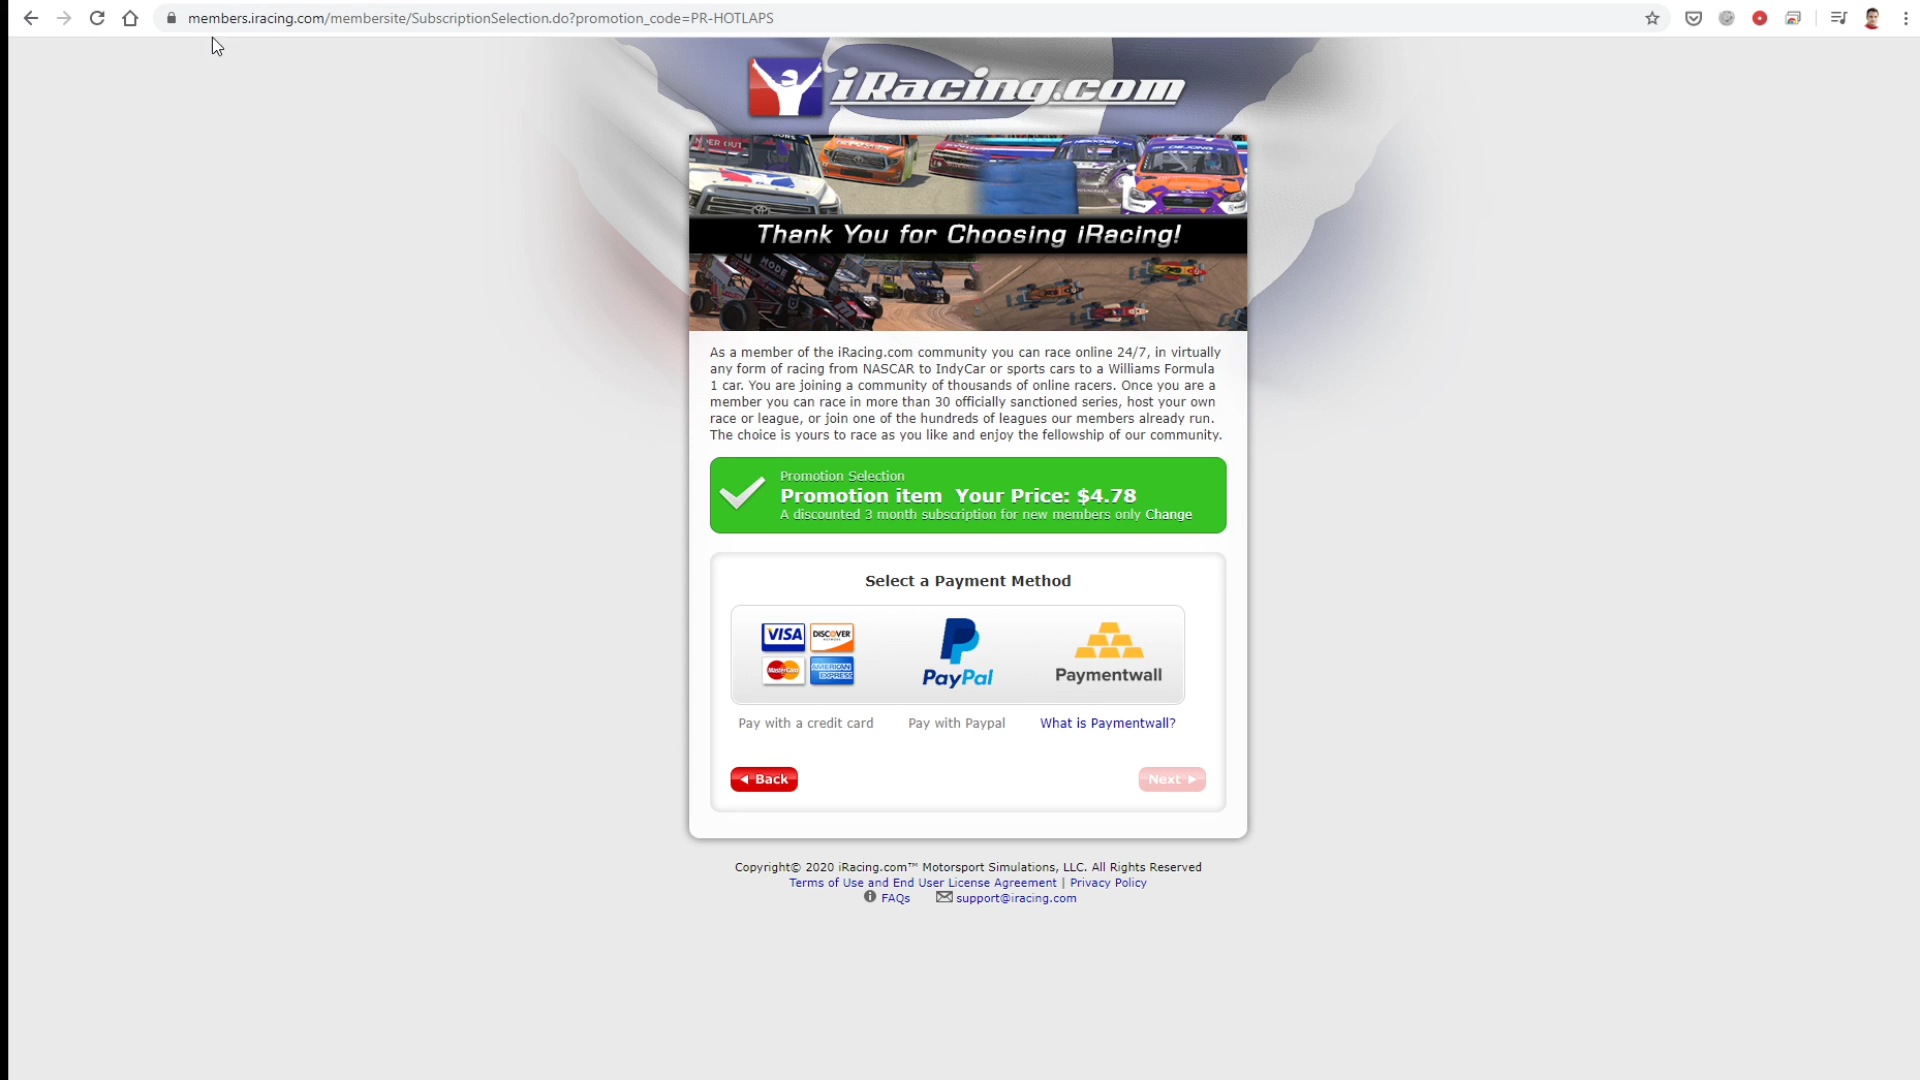 members.iracing.com/membersite/SubscriptionSelection.do?promotion_code=PR-HOTLAPS
iRacing.com
Thank You for Choosing iRacing!
As a member of the iRacing.com community you can race online 24/7, in virtually
any form of racing from NASCAR to IndyCar or sports cars to a Williams Formula
1 car. You are joining a community of thousands of online racers. Once you are a
member you can race in more than 30 officially sanctioned series, host your own
race or league, or join one of the hundreds of leagues our members already run.
The choice is yours to race as you like and enjoy the fellowship of our community.
Promotion Selection
Promotion item Your Price: $4.78
A discounted 3 month subscription for new members only Change
Select a Payment Method
VISA DISCOVER
MasterCard AMERICAN EXPRESS
PayPal
Paymentwall
Pay with a credit card Pay with Paypal What is Paymentwall?
Back Next
Copyright© 2020 iRacing.com™ Motorsport Simulations, LLC. All Rights Reserved
Terms of Use and End User License Agreement | Privacy Policy
FAQs support@iracing.com